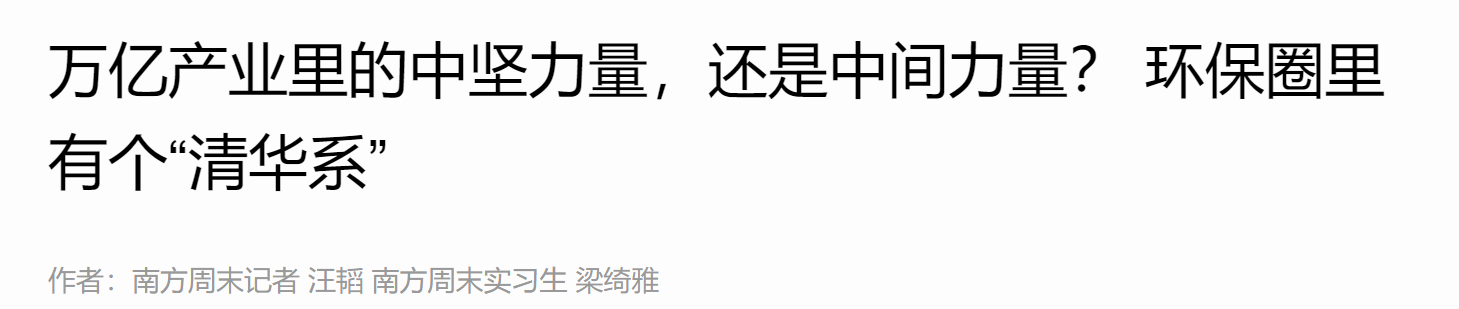 万亿产业里的中坚力量，还是中间力量？ 环保圈里
有个“清华系”
作者：南方周末记者 汪韬 南方周末实习生 梁绮雅